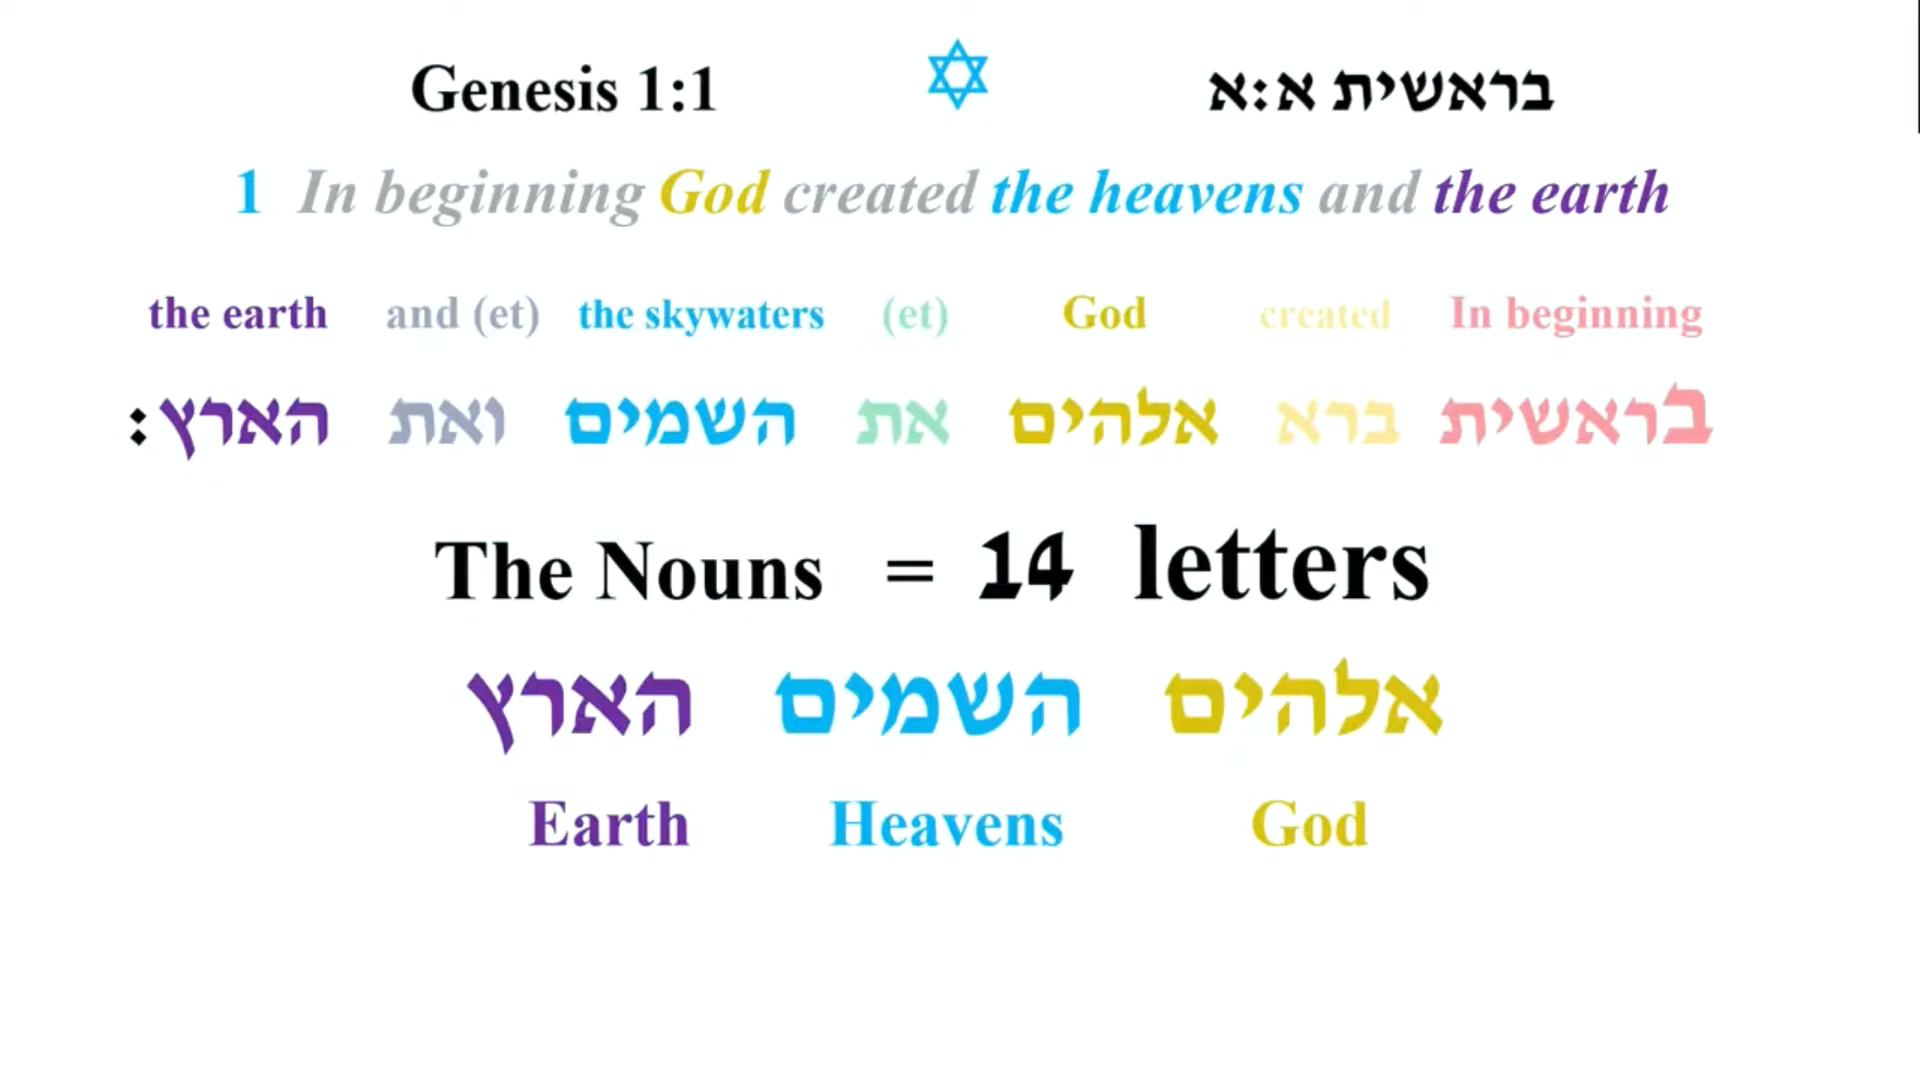 Genesis 1:1 בראשית א:א
1 In beginning God created the heavens and the earth
the earth and (et) the skywaters (et) God created In beginning
בראשית ברא אלהים את השמים ואת הארץ:
The Nouns = 14 letters
אלהים השמים הארץ
Earth Heavens God